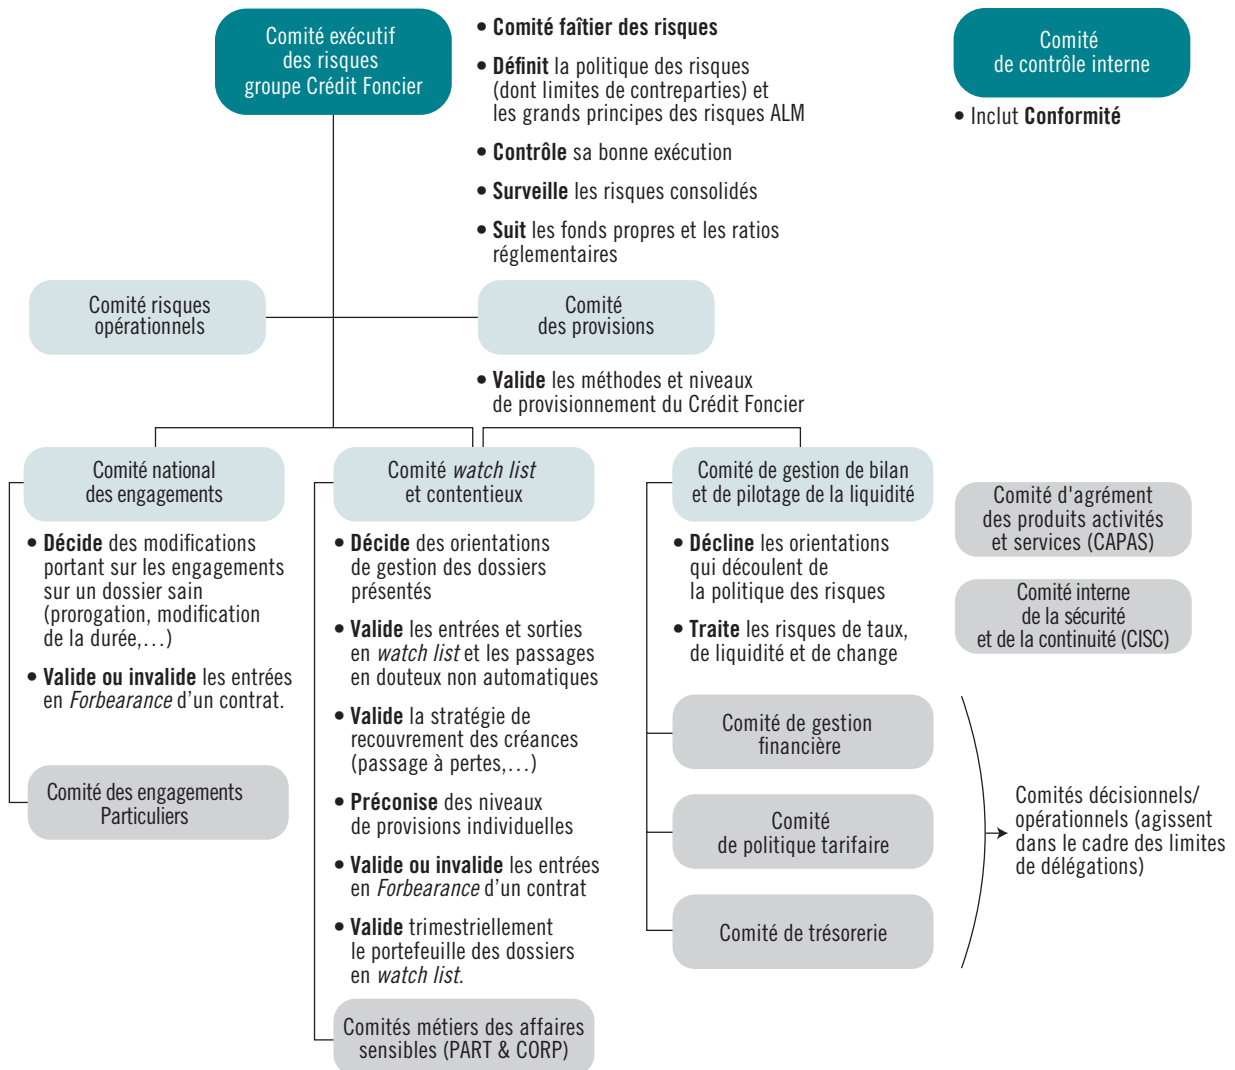 Comité exécutif
des risques
groupe Crédit Foncier
• Comité faîtier des risques
• Définit la politique des risques
(dont limites de contreparties) et
les grands principes des risques ALM
• Contrôle sa bonne exécution
• Surveille les risques consolidés
• Suit les fonds propres et les ratios
réglementaires
Comité
de contrôle interne
• Inclut Conformité
Comité risques
opérationnels
Comité
des provisions
• Valide les méthodes et niveaux
de provisionnement du Crédit Foncier
Comité national
des engagements
• Décide des modifications
portant sur les engagements
sur un dossier sain
(prorogation, modification
de la durée,…)
• Valide ou invalide les entrées
en Forbearance d’un contrat.
Comité des engagements
Particuliers
Comité watch list
et contentieux
• Décide des orientations
de gestion des dossiers
présentés
• Valide les entrées et sorties
en watch list et les passages
en douteux non automatiques
• Valide la stratégie de
recouvrement des créances
(passage à pertes,…)
• Préconise des niveaux
de provisions individuelles
• Valide ou invalide les entrées
en Forbearance d’un contrat
• Valide trimestriellement
le portefeuille des dossiers
en watch list.
Comités métiers des affaires
sensibles (PART & CORP)
Comité de gestion de bilan
et de pilotage de la liquidité
• Décline les orientations
qui découlent de
la politique des risques
• Traite les risques de taux,
de liquidité et de change
Comité de gestion
financière
Comité
de politique tarifaire
Comité de trésorerie
Comité d'agrément
des produits activités
et services (CAPAS)
Comité interne
de la sécurité
et de la continuité (CISC)
Comités décisionnels/
opérationnels (agissent
dans le cadre des limites
de délégations)